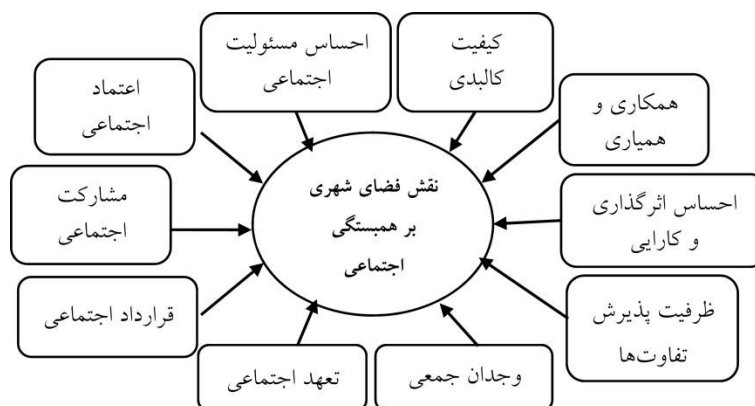 احساس مسئولیت
اجتماعی
کیفیت
کالبدی
همکاری و
همیاری
احساس اثرگذاری
و کارایی
ظرفیت پذیرش
تفاوت‌ها
وجدان جمعی
تعهد اجتماعی
قرارداد اجتماعی
مشارکت
اجتماعی
اعتماد
اجتماعی
نقش فضای شهری
بر همبستگی
اجتماعی